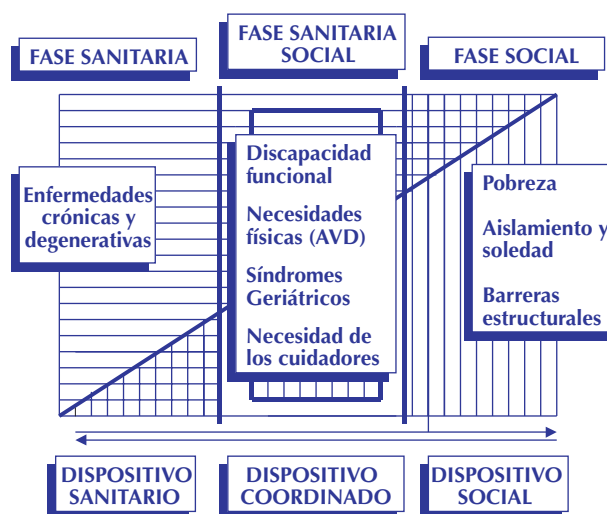 FASE SANITARIA
FASE SANITARIA
SOCIAL
FASE SOCIAL
Enfermedades
crónicas y
degenerativas
Discapacidad
funcional
Necesidades
físicas (AVD)
Síndromes
Geriátricos
Necesidad de
los cuidadores
Pobreza
Aislamiento y
soledad
Barreras
estructurales
DISPOSITIVO
SANITARIO
DISPOSITIVO
COORDINADO
DISPOSITIVO
SOCIAL